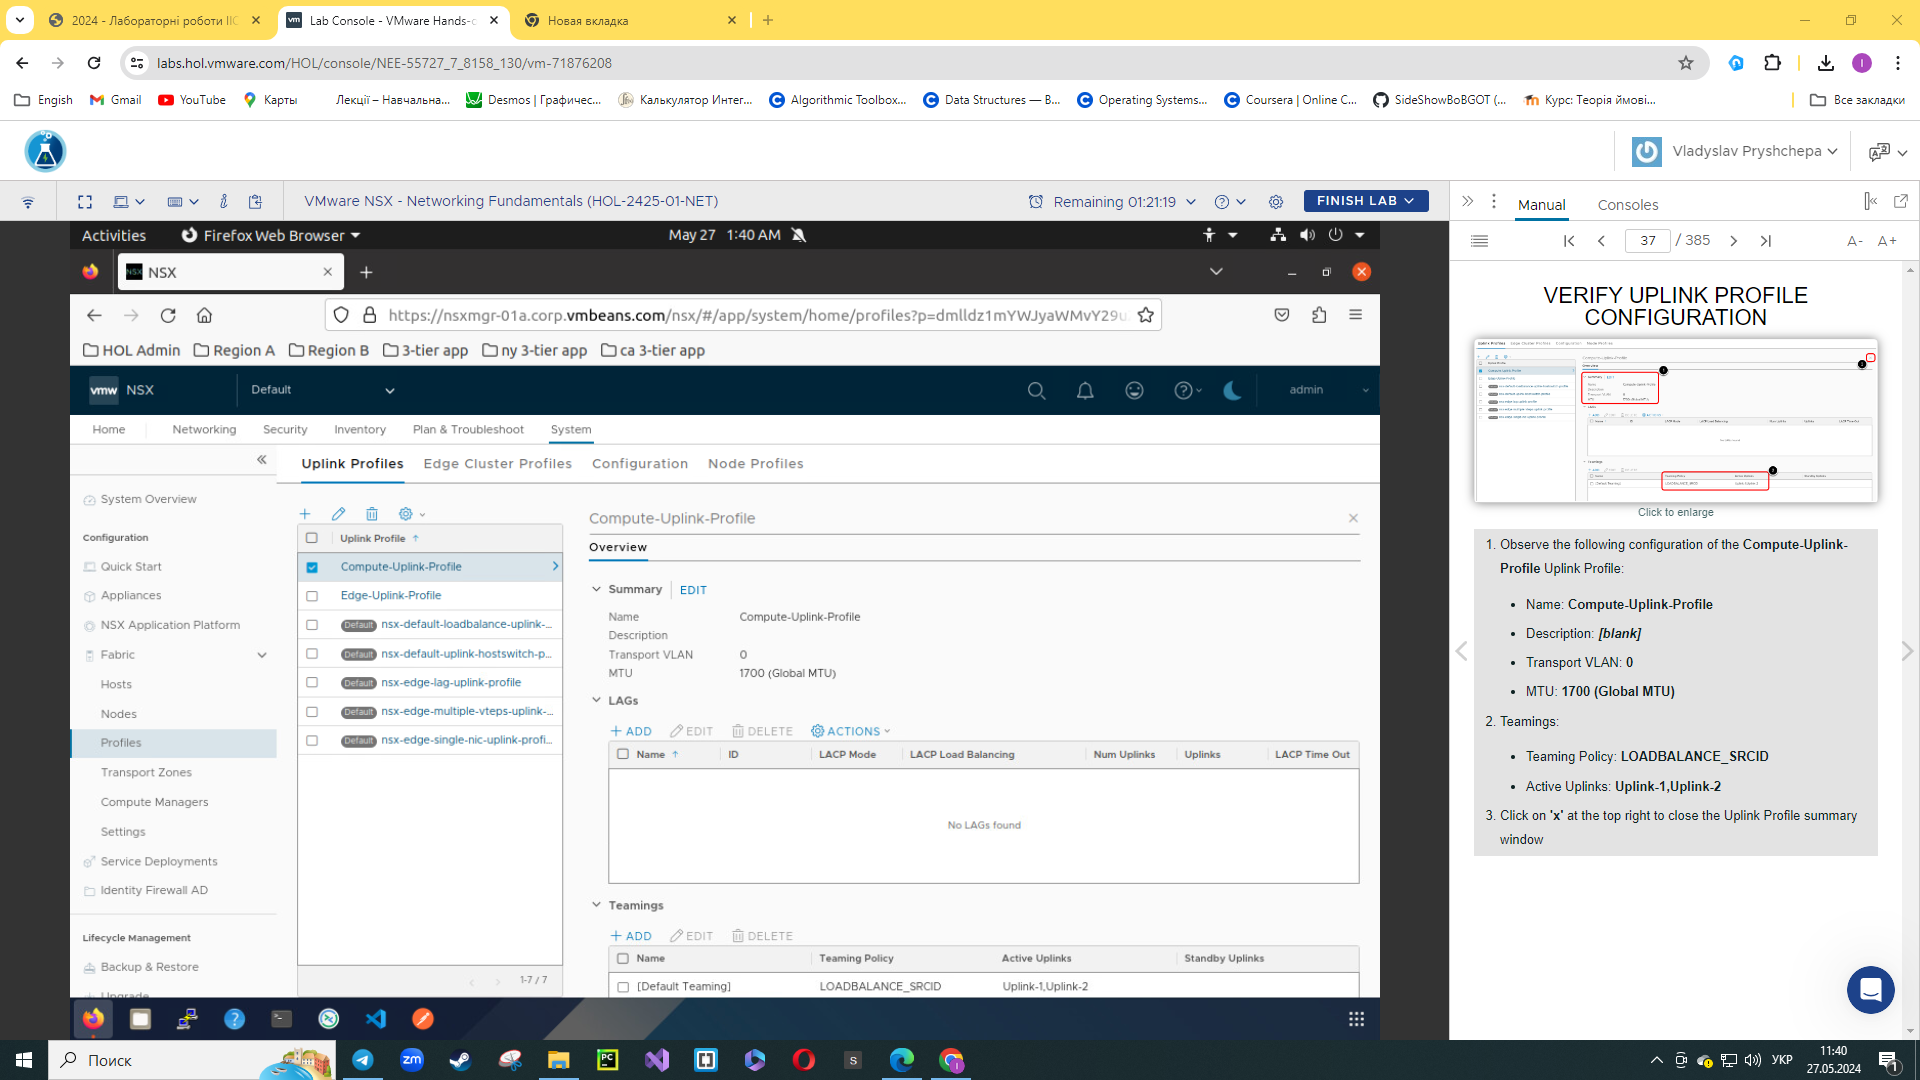 2024 - Лабораторні роботи ІІС
Lab Console - VMware Hands-o
Новая вкладка
labs.hol.vmware.com/HOL/console/NEE-55727_7_8158_130/vm-71876208
Engish
Gmail
YouTube
Карты
Лекції – Навчальна...
Desmos | Графичес...
Калькулятор Интег...
Algorithmic Toolbox...
Data Structures — B...
Operating Systems...
Coursera | Online C...
SideShowBoBGOT (...
Курс: Теорія ймові...
Все закладки
Vladyslav Pryshchepa
VMware NSX - Networking Fundamentals (HOL-2425-01-NET)
Remaining 01:21:19
FINISH LAB
Manual
Consoles
37 / 385
A-
A+
Activities
Firefox Web Browser
May 27 1:40 AM
NSX
https://nsxmgr-01a.corp.vmbeans.com/nsx/#/app/system/home/profiles?p=dmlldz1mYWJyaWMvY29u
HOL Admin
Region A
Region B
3-tier app
ny 3-tier app
ca 3-tier app
vmw NSX
Default
admin
Home
Networking
Security
Inventory
Plan & Troubleshoot
System
Uplink Profiles
Edge Cluster Profiles
Configuration
Node Profiles
System Overview
Configuration
Quick Start
Appliances
NSX Application Platform
Fabric
Hosts
Nodes
Profiles
Transport Zones
Compute Managers
Settings
Service Deployments
Identity Firewall AD
Lifecycle Management
Backup & Restore
Upgrade
Uplink Profile
Compute-Uplink-Profile
Edge-Uplink-Profile
Default nsx-default-loadbalance-uplink-...
Default nsx-default-uplink-hostswitch-p...
Default nsx-edge-lag-uplink-profile
Default nsx-edge-multiple-vteps-uplink-...
Default nsx-edge-single-nic-uplink-profi...
1-7 / 7
Compute-Uplink-Profile
Overview
Summary
EDIT
Name Compute-Uplink-Profile
Description
Transport VLAN 0
MTU 1700 (Global MTU)
LAGs
ADD EDIT DELETE ACTIONS
Name ID LACP Mode LACP Load Balancing Num Uplinks Uplinks LACP Time Out
No LAGs found
Teamings
ADD EDIT DELETE
Name Teaming Policy Active Uplinks Standby Uplinks
[Default Teaming] LOADBALANCE_SRCID Uplink-1,Uplink-2
VERIFY UPLINK PROFILE
CONFIGURATION
Click to enlarge
1. Observe the following configuration of the Compute-Uplink-
Profile Uplink Profile:
• Name: Compute-Uplink-Profile
• Description: [blank]
• Transport VLAN: 0
• MTU: 1700 (Global MTU)
2. Teamings:
• Teaming Policy: LOADBALANCE_SRCID
• Active Uplinks: Uplink-1,Uplink-2
3. Click on 'x' at the top right to close the Uplink Profile summary
window
Поиск
УКР
11:40
27.05.2024
1